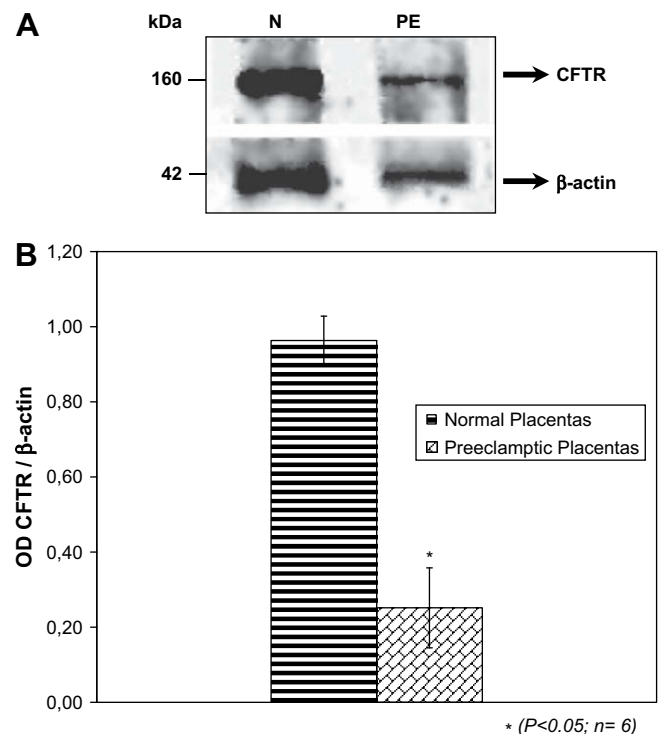 A
kDa N PE
160 CFTR
42 β-actin
B
1,20
1,00
0,80
0,60
0,40
0,20
0,00
OD CFTR / β-actin
Normal Placentas
Preeclamptic Placentas
*
* (P<0.05; n= 6)